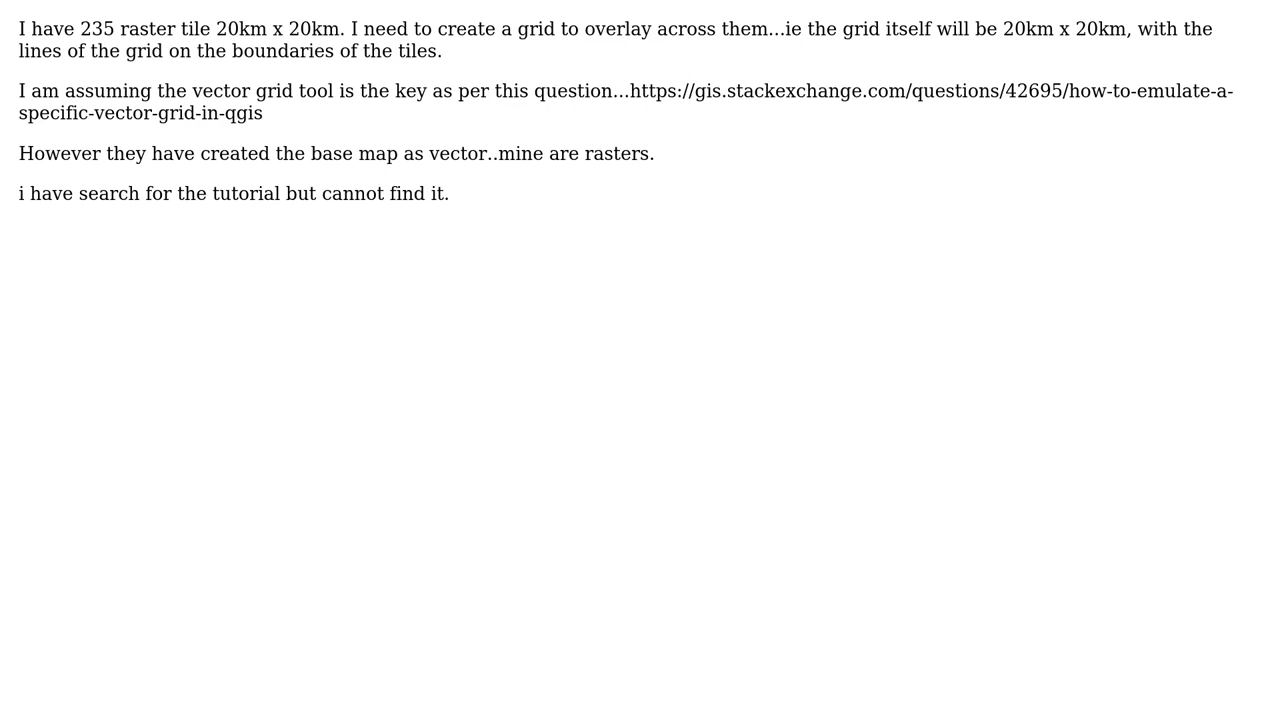 I have 235 raster tile 20km x 20km. I need to create a grid to overlay across them...ie the grid itself will be 20km x 20km, with the
lines of the grid on the boundaries of the tiles.
I am assuming the vector grid tool is the key as per this question...https://gis.stackexchange.com/questions/42695/how-to-emulate-a-
specific-vector-grid-in-qgis
However they have created the base map as vector..mine are rasters.
i have search for the tutorial but cannot find it.